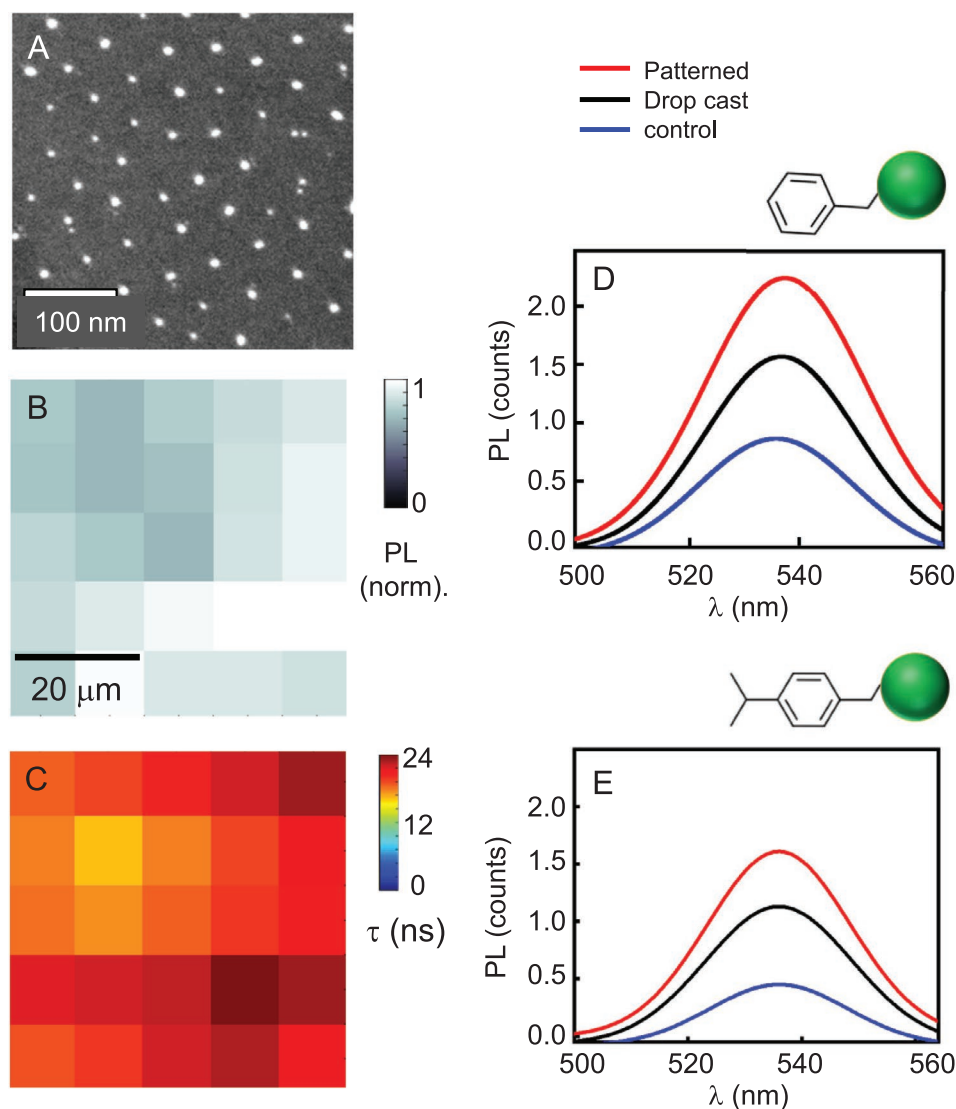 A
100 nm
B
1
0
PL
(norm).
20 μm
C
24
12
0
τ (ns)
Patterned
Drop cast
control
D
PL (counts)
2.0
1.5
1.0
0.5
0.0
500 520 540 560
λ (nm)
E
PL (counts)
2.0
1.5
1.0
0.5
0.0
500 520 540 560
λ (nm)